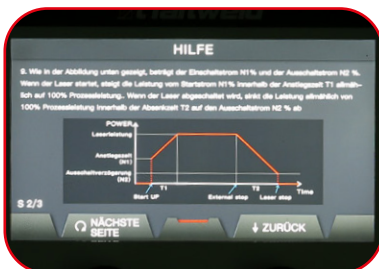 HILFE
9. Wie in der Abbildung unten gezeigt, beträgt der Einschaltstrom N1% und der Ausschaltstrom N2 %.
Wenn der Laser startet, steigt die Leistung vom Startstrom N1% innerhalb der Anstiegszeit T1 allmäh-
lich auf 100% Prozessleistung.. Wenn der Laser abgeschaltet wird, sinkt die Leistung allmählich von
100% Prozessleistung innerhalb der Absenkzeit T2 auf den Ausschaltstrom N2 % ab
POWER
Laserleistung
Anstiegszeit
(N1)
Ausschaltverzögerung
(N2)
T1
T2
Time
Start UP
External stop
Laser stop
S 2/3
NÄCHSTE
SEITE
ZURÜCK